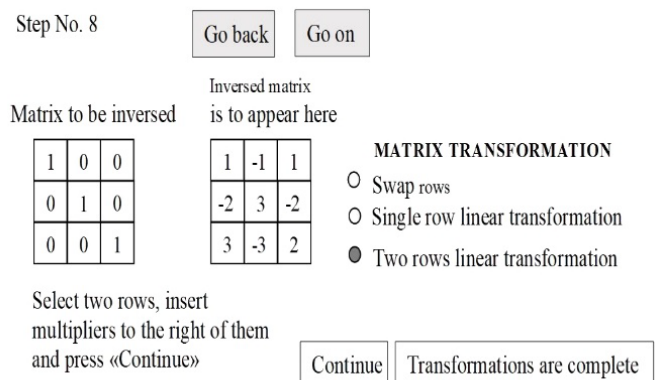 Step No. 8
Go back
Go on
Matrix to be inversed
Inversed matrix
is to appear here
1 0 0
0 1 0
0 0 1
1 -1 1
-2 3 -2
3 -3 2
MATRIX TRANSFORMATION
Swap rows
Single row linear transformation
Two rows linear transformation
Select two rows, insert
multipliers to the right of them
and press «Continue»
Continue
Transformations are complete